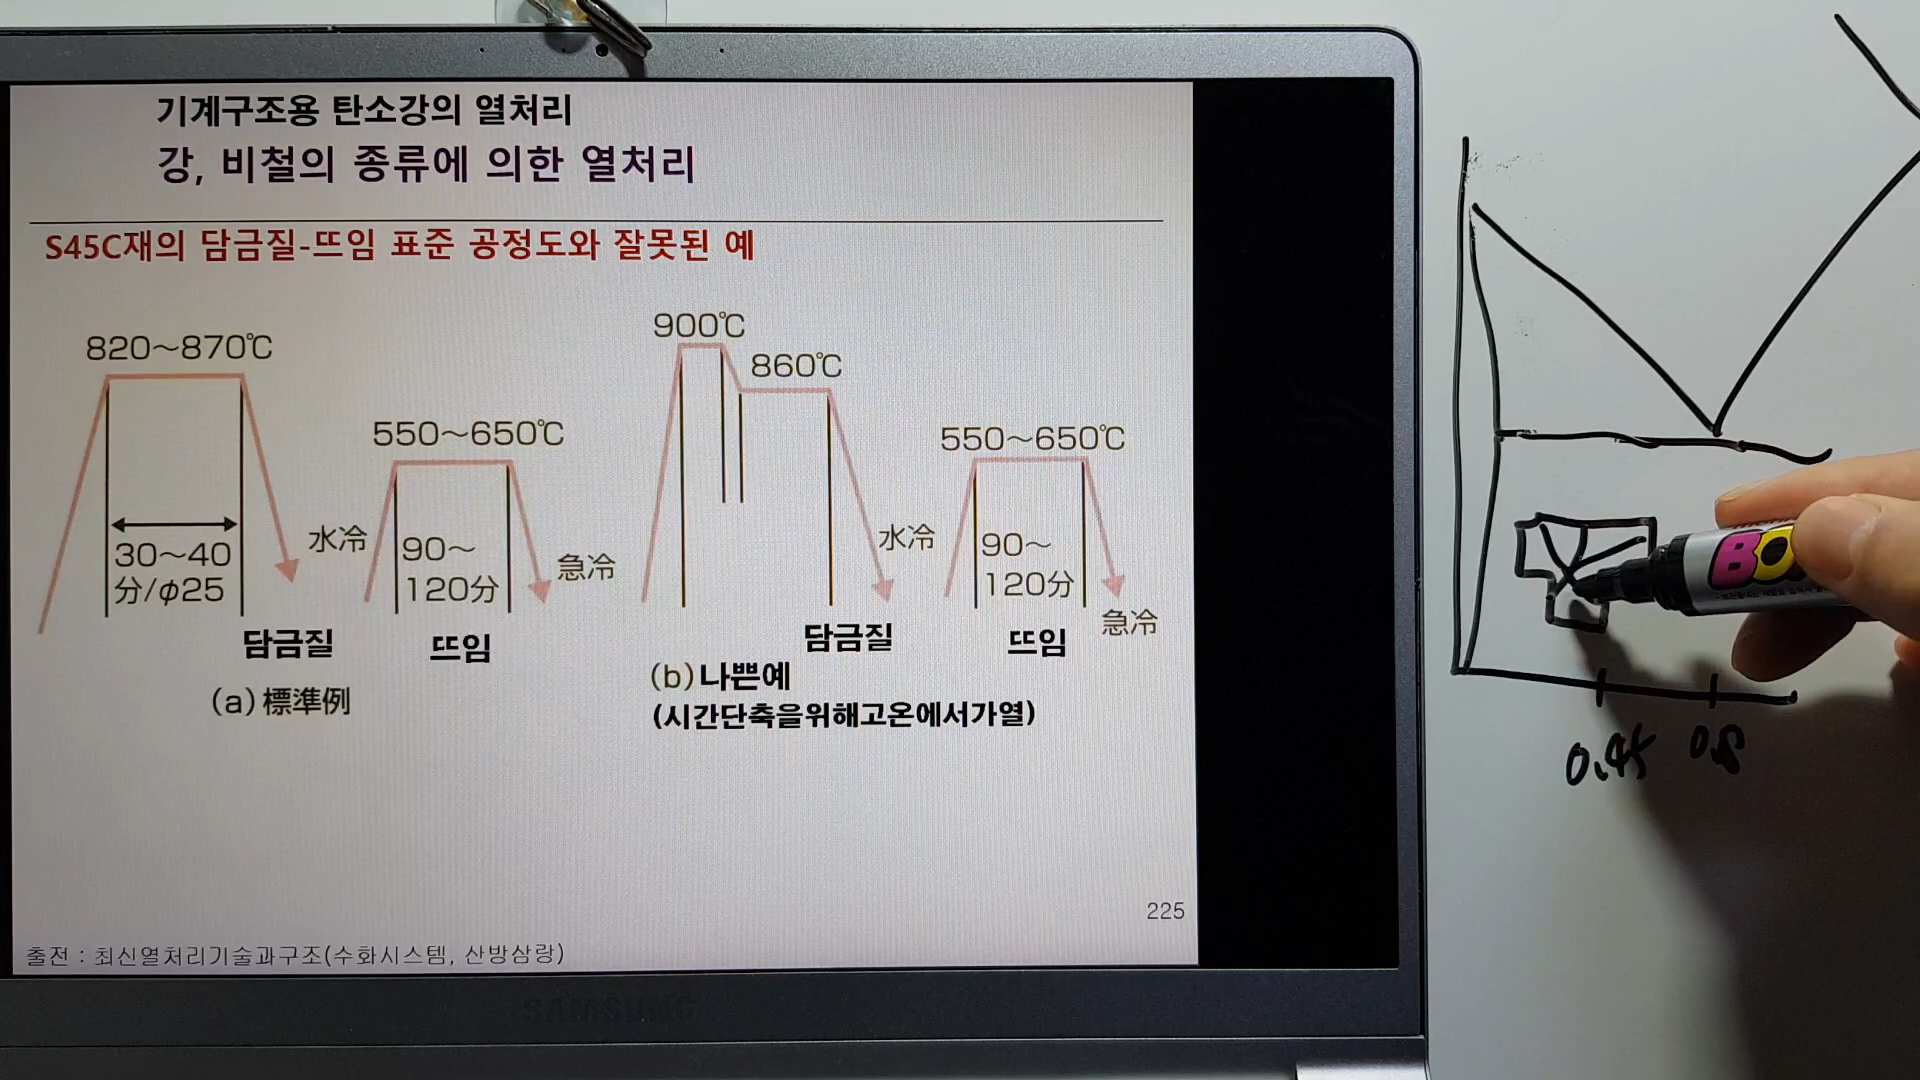 기계구조용 탄소강의 열처리
강, 비철의 종류에 의한 열처리
S45C재의 담금질-뜨임 표준 공정도와 잘못된 예
820～870℃
30～40
分/φ25
水冷
담금질
550～650℃
90～
120分
急冷
뜨임
(a)標準例
900℃
860℃
水冷
담금질
550～650℃
90～
120分
急冷
뜨임
(b)나쁜예
(시간단축을위해고온에서가열)
225
출전 : 최신열처리기술과구조(수화시스템, 산방삼랑)
SAMSUNG
0.45
0.8